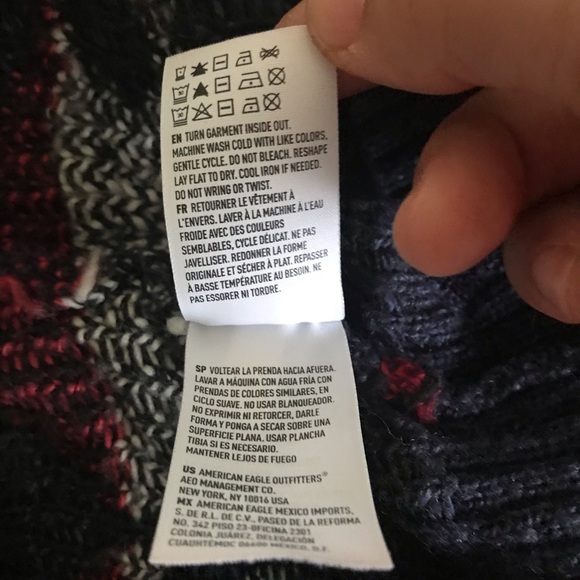 EN TURN GARMENT INSIDE OUT.
MACHINE WASH COLD WITH LIKE COLORS,
GENTLE CYCLE. DO NOT BLEACH. RESHAPE
LAY FLAT TO DRY. COOL IRON IF NEEDED.
DO NOT WRING OR TWIST.
FR RETOURNER LE VÊTEMENT À
L'ENVERS. LAVER À LA MACHINE À L'EAU
FROIDE AVEC DES COULEURS
SEMBLABLES, CYCLE DÉLICAT. NE PAS
JAVELLISER. REDONNER LA FORME
ORIGINALE ET SÉCHER À PLAT. REPASSER
À BASSE TEMPÉRATURE AU BESOIN. NE
PAS ESSORER NI TORDRE.
SP VOLTEAR LA PRENDA HACIA AFUERA.
LAVAR A MÁQUINA CON AGUA FRÍA CON
PRENDAS DE COLORES SIMILARES, EN
CICLO SUAVE. NO USAR BLANQUEADOR.
NO EXPRIMIR NI RETORCER, DARLE
FORMA Y PONGA A SECAR SOBRE UNA
SUPERFICIE PLANA. USAR PLANCHA
TIBIA SI ES NECESARIO.
MANTENER LEJOS DE FUEGO
US AMERICAN EAGLE OUTFITTERS®
AEO MANAGEMENT CO.
NEW YORK, NY 10016 USA
MX AMERICAN EAGLE MEXICO IMPORTS,
S. DE R.L. DE C.V., PASEO DE LA REFORMA
NO. 342 PISO 23-OFICINA 2301
COLONIA JUÁREZ, DELEGACIÓN
CUAUHTEMOC 06600 MÉXICO, D.F.